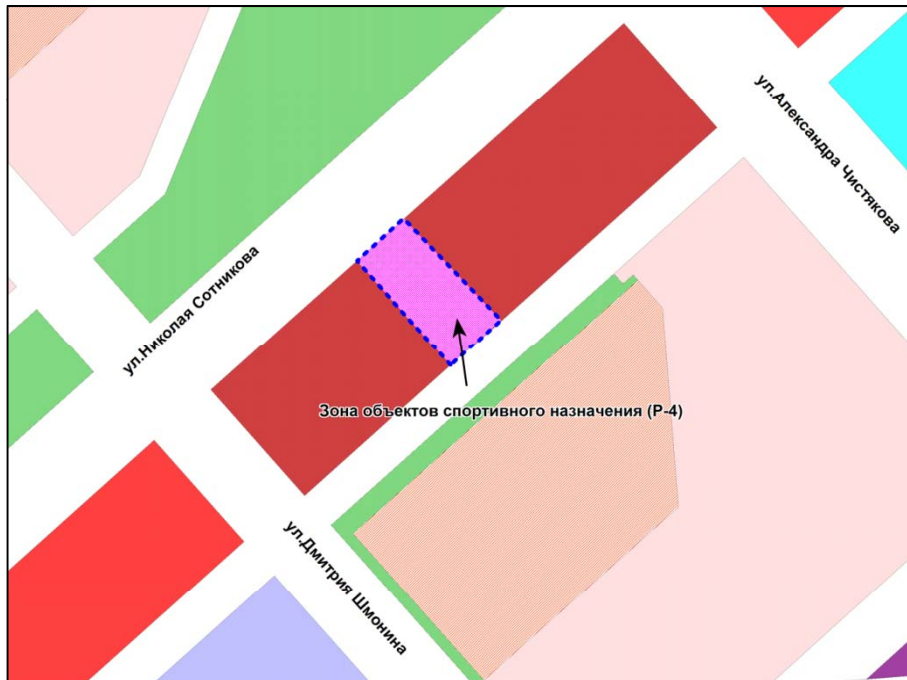 ул.Александра Чистякова
ул.Николая Сотникова
Зона объектов спортивного назначения (Р-4)
ул.Дмитрия Шмонина